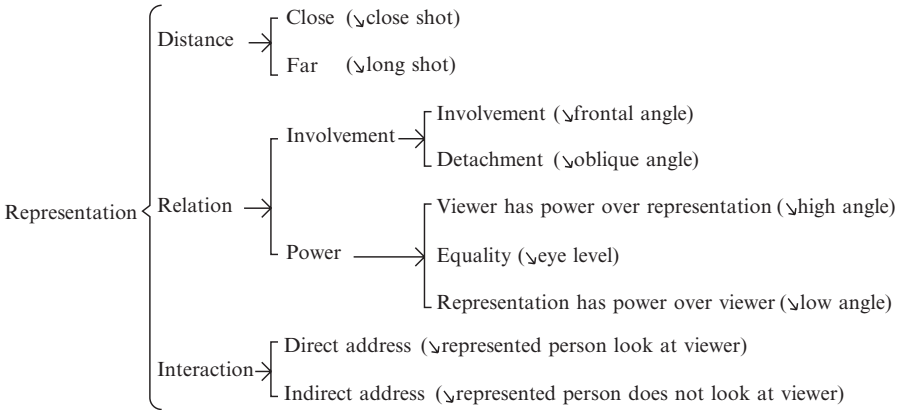 Close (↘close shot)
Distance
Far (↘long shot)
Involvement (↘frontal angle)
Involvement
Detachment (↘oblique angle)
Representation
Relation
Viewer has power over representation (↘high angle)
Power
Equality (↘eye level)
Representation has power over viewer (↘low angle)
Direct address (↘represented person look at viewer)
Interaction
Indirect address (↘represented person does not look at viewer)